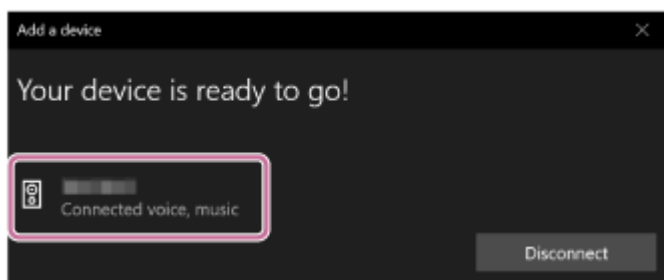 Add a device
Your device is ready to go!
Connected voice, music
Disconnect